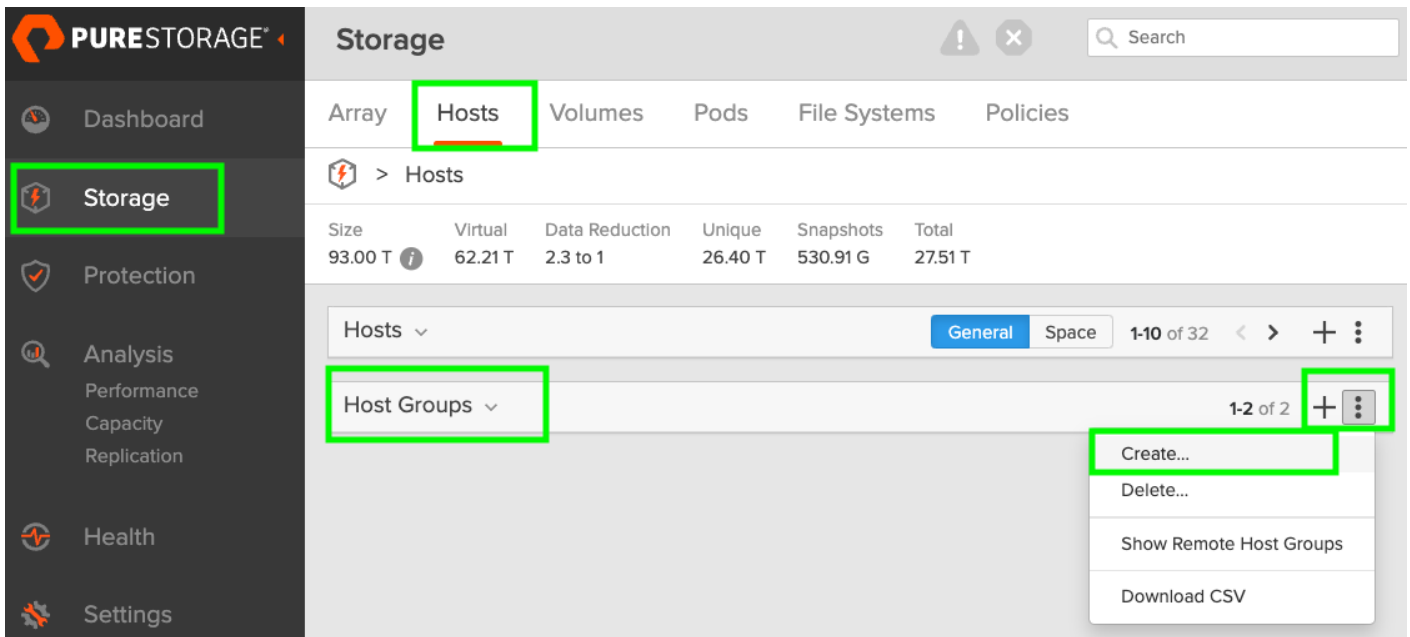 PURESTORAGE®
Dashboard
Storage
Protection
Analysis
Performance
Capacity
Replication
Health
Settings
Storage
Search
Array Hosts Volumes Pods File Systems Policies
> Hosts
Size Virtual Data Reduction Unique Snapshots Total
93.00 T i 62.21 T 2.3 to 1 26.40 T 530.91 G 27.51 T
Hosts General Space 1-10 of 32
Host Groups 1-2 of 2
Create...
Delete...
Show Remote Host Groups
Download CSV